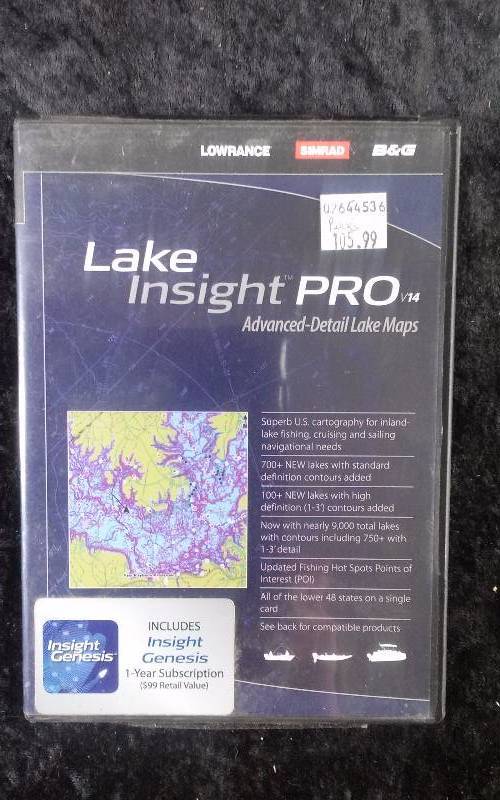 LOWRANCE SIMRAD B&G
105.99
Lake
Insight™ PRO V14
Advanced-Detail Lake Maps
Superb U.S. cartography for inland-
lake fishing, cruising and sailing
navigational needs
700+ NEW lakes with standard
definition contours added
100+ NEW lakes with high
definition (1-3') contours added
Now with nearly 9,000 total lakes
with contours including 750+ with
1-3' detail
Updated Fishing Hot Spots Points of
Interest (POI)
All of the lower 48 states on a single
card
See back for compatible products
Insight
Genesis™
INCLUDES
Insight
Genesis
1-Year Subscription
($99 Retail Value)